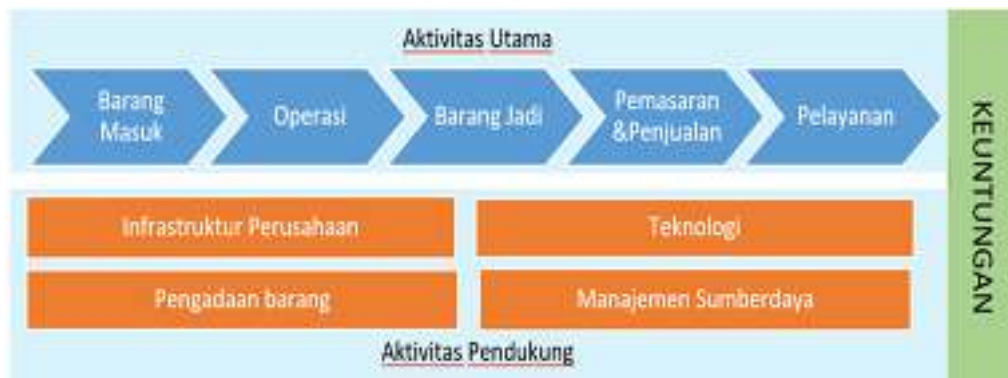 Aktivitas Utama
Barang
Masuk
Operasi
Barang Jadi
Pemasaran
&Penjualan
Pelayanan
KEUNTUNGAN
Infrastruktur Perusahaan
Teknologi
Pengadaan barang
Manajemen Sumberdaya
Aktivitas Pendukung